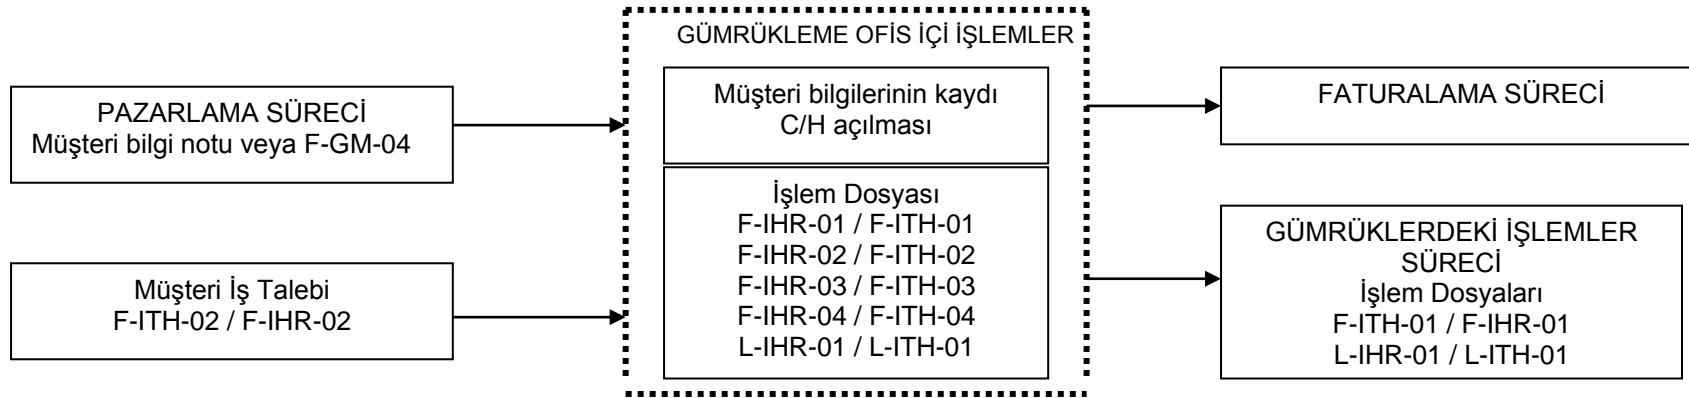 PAZARLAMA SÜRECİ
Müşteri bilgi notu veya F-GM-04
Müşteri İş Talebi
F-ITH-02 / F-IHR-02
GÜMRÜKLEME OFİS İÇİ İŞLEMLER
Müşteri bilgilerinin kaydı
C/H açılması
İşlem Dosyası
F-IHR-01 / F-ITH-01
F-IHR-02 / F-ITH-02
F-IHR-03 / F-ITH-03
F-IHR-04 / F-ITH-04
L-IHR-01 / L-ITH-01
FATURALAMA SÜRECİ
GÜMRÜKLERDEKİ İŞLEMLER
SÜRECİ
İşlem Dosyaları
F-ITH-01 / F-IHR-01
L-IHR-01 / L-ITH-01